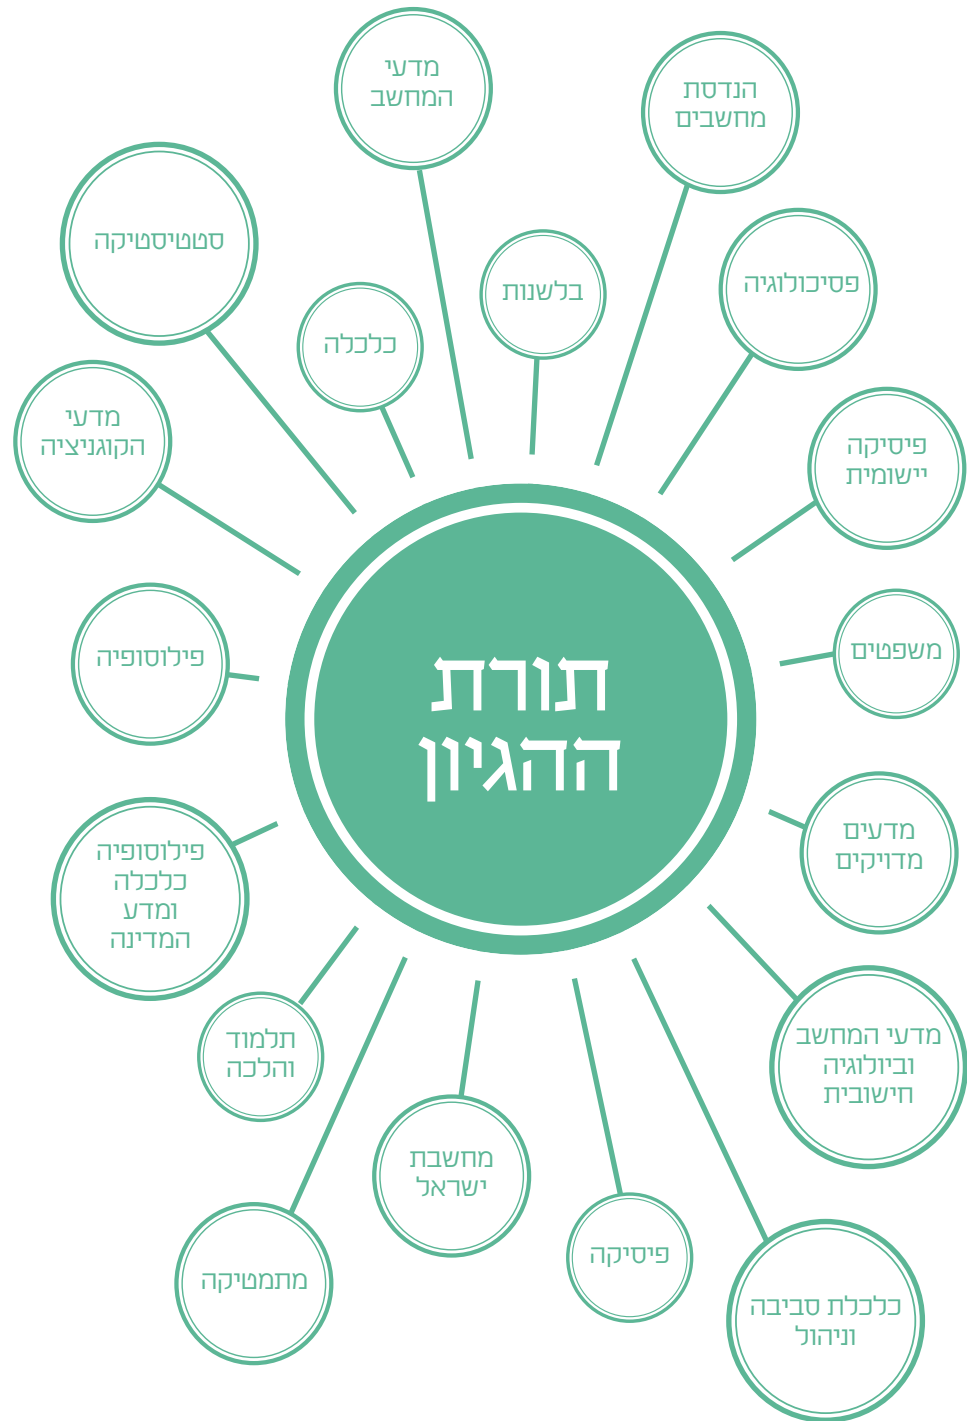 מדעי
המחשב
הנדסת
מחשבים
סטטיסטיקה
בלשנות
פסיכולוגיה
כלכלה
מדעי
הקוגניציה
פיסיקה
יישומית
פילוסופיה
משפטים
תורת
ההגיון
מדעים
מדויקים
פילוסופיה
כלכלה
ומדע
המדינה
תלמוד
והלכה
מדעי המחשב
וביולוגיה
חישובית
מחשבת
ישראל
פיסיקה
מתמטיקה
כלכלת סביבה
וניהול